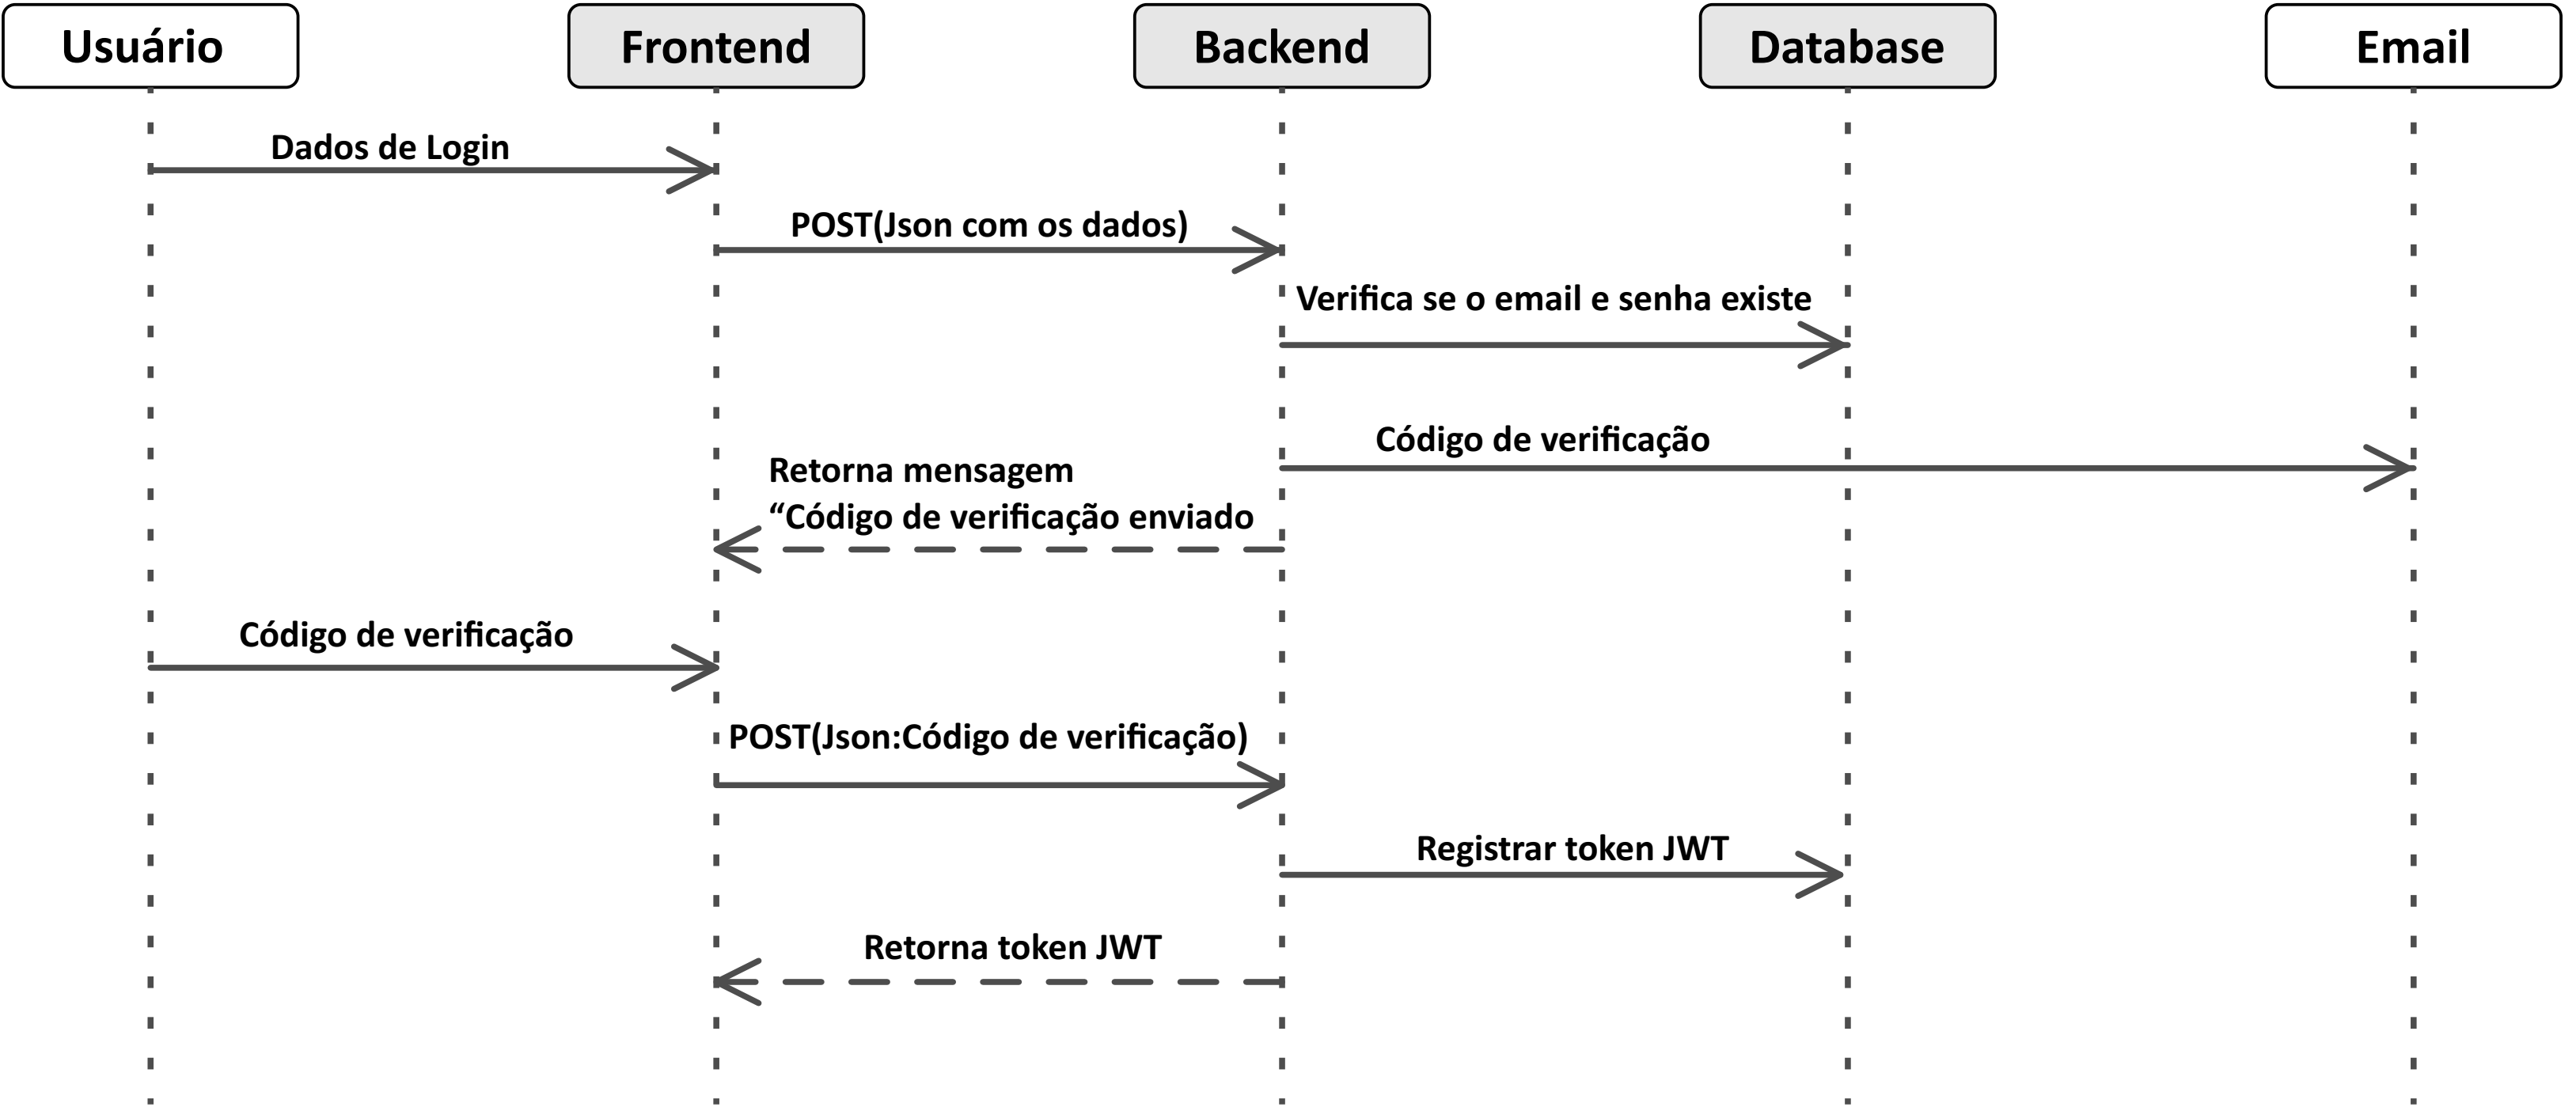 Usuário
Frontend
Backend
Database
Email
Dados de Login
POST(Json com os dados)
Verifica se o email e senha existe
Código de verificação
Retorna mensagem
“Código de verificação enviado
Código de verificação
POST(Json:Código de verificação)
Registrar token JWT
Retorna token JWT